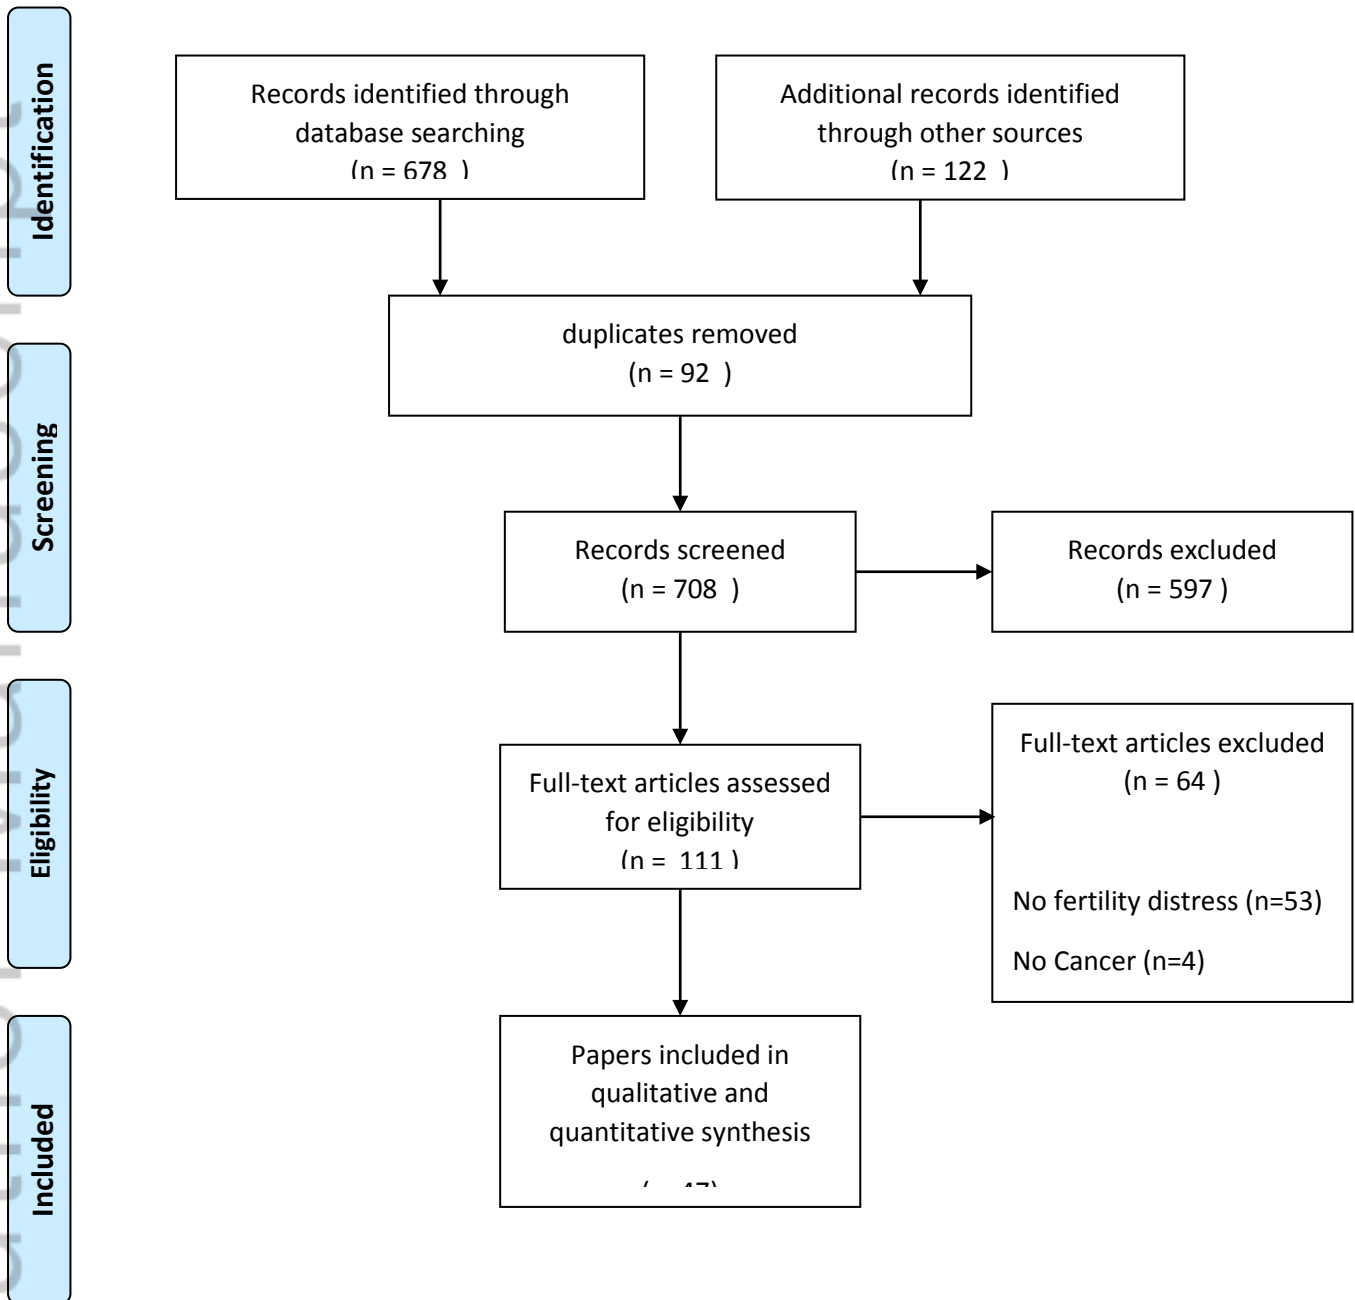 Identification
Records identified through
database searching
(n = 678 )
Additional records identified
through other sources
(n = 122 )
duplicates removed
(n = 92 )
Screening
Records screened
(n = 708 )
Records excluded
(n = 597 )
Eligibility
Full-text articles assessed
for eligibility
(n = 111 )
Full-text articles excluded
(n = 64 )
No fertility distress (n=53)
No Cancer (n=4)
Included
Papers included in
qualitative and
quantitative synthesis
47)